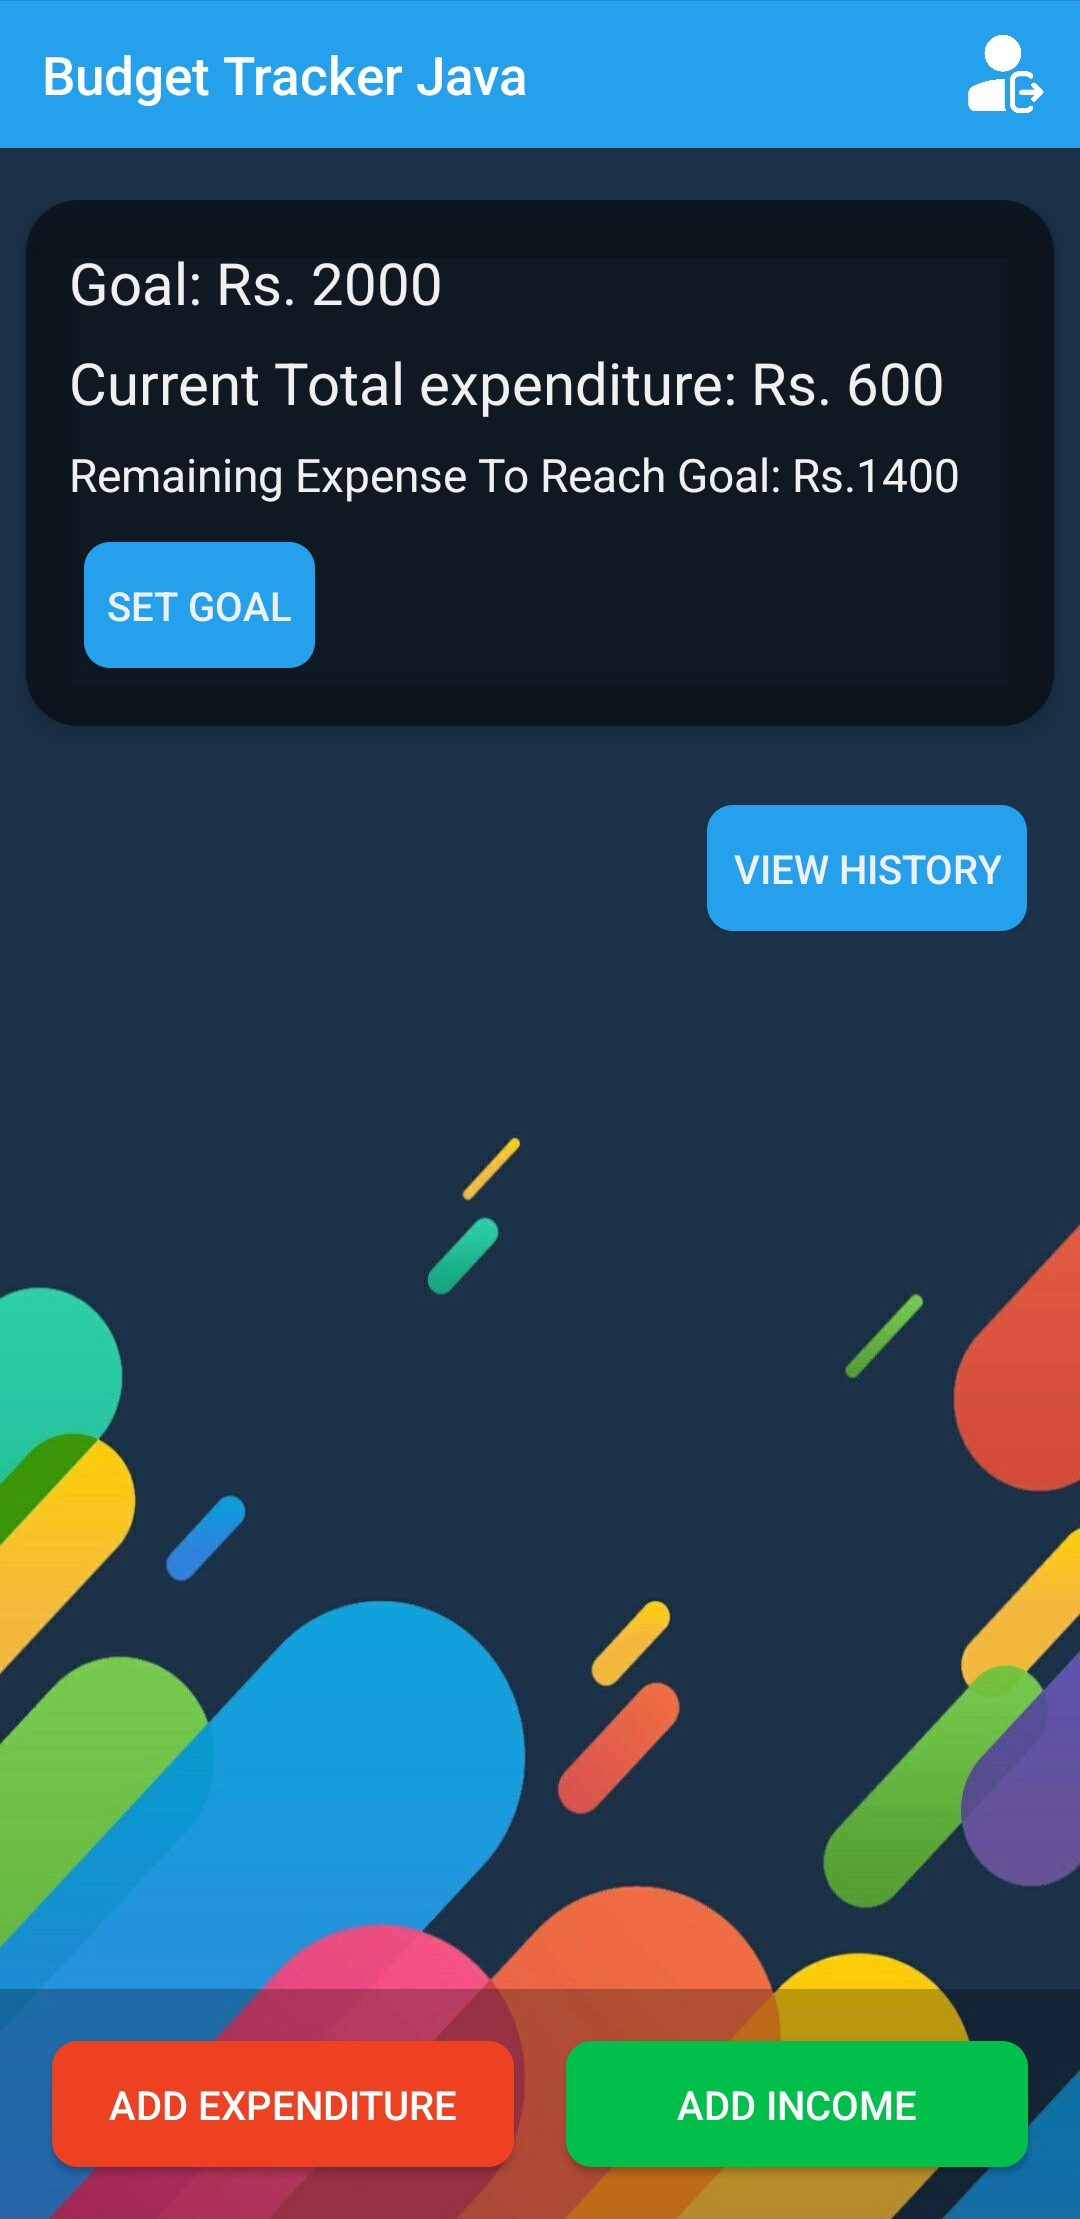 Budget Tracker Java
Goal: Rs. 2000
Current Total expenditure: Rs. 600
Remaining Expense To Reach Goal: Rs.1400
SET GOAL
VIEW HISTORY
ADD EXPENDITURE
ADD INCOME